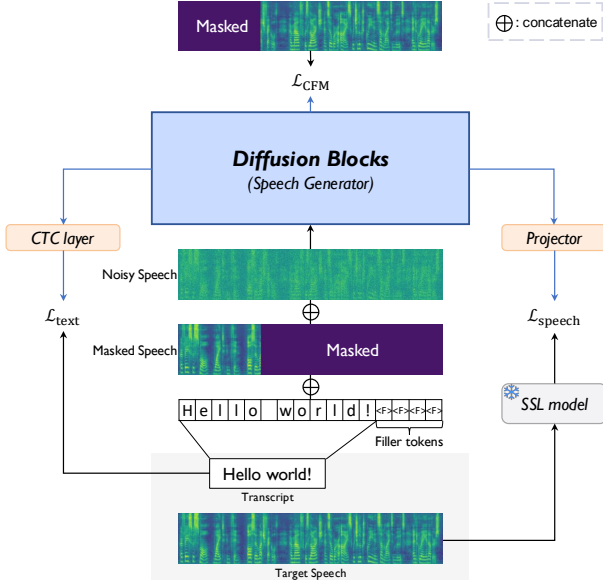 Masked
⊕: concatenate
ℒCFM
Diffusion Blocks
(Speech Generator)
CTC layer
Projector
Noisy Speech
⊕
ℒtext
ℒspeech
Masked Speech
Masked
⊕
SSL model
H e l l o w o r l d ! <F> <F> <F> <F>
Filler tokens
Hello world!
Transcript
Target Speech